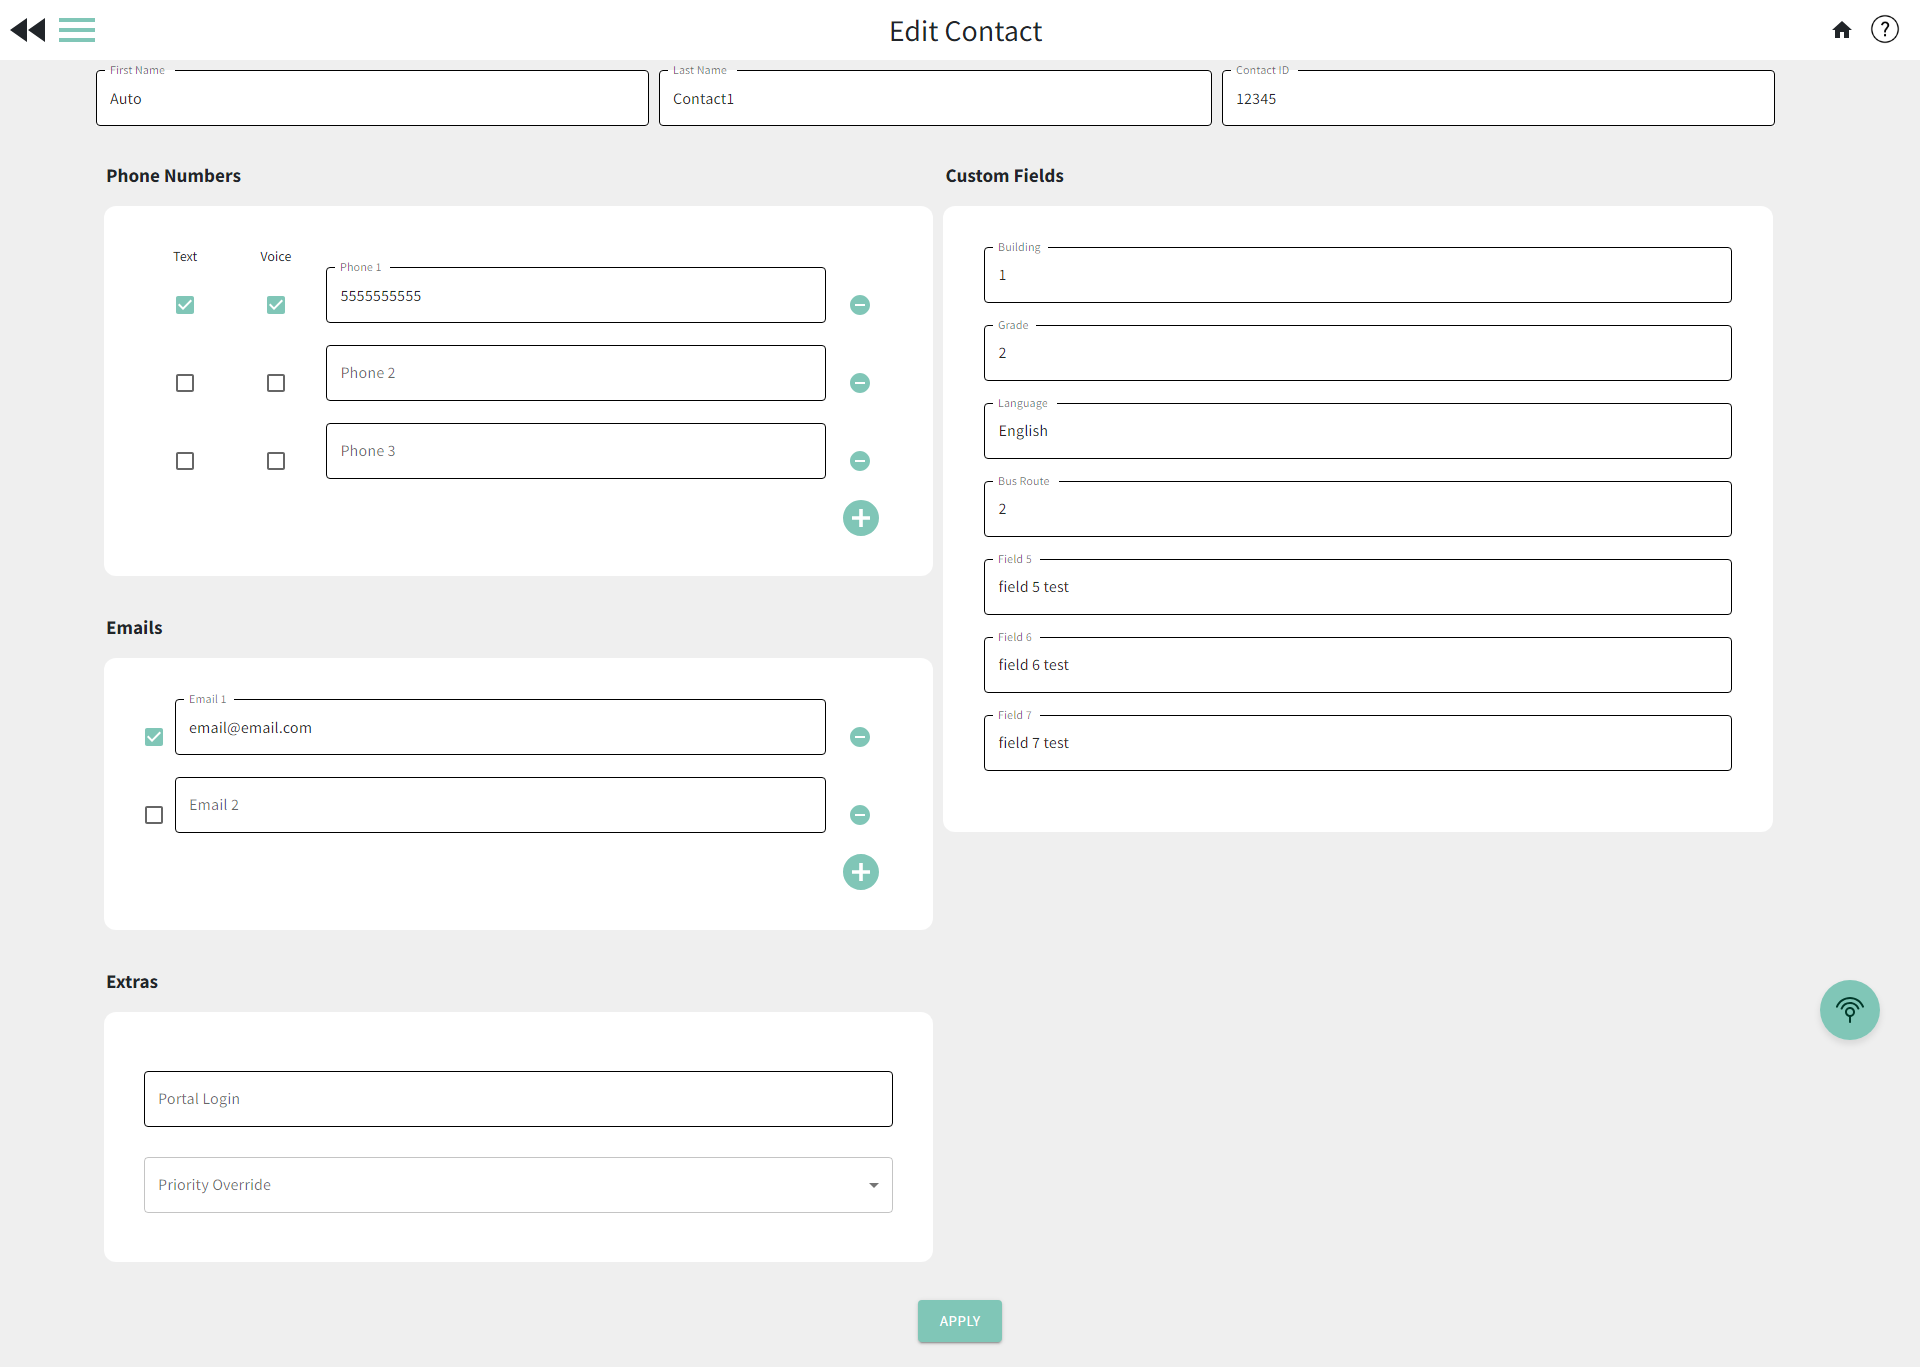 Edit Contact
?
First Name
Auto
Last Name
Contact1
Contact ID
12345
Phone Numbers
Text
Voice
Phone 1
5555555555
Phone 2
Phone 3
Emails
Email 1
email@email.com
Email 2
Extras
Portal Login
Priority Override
Custom Fields
Building
1
Grade
2
Language
English
Bus Route
2
Field 5
field 5 test
Field 6
field 6 test
Field 7
field 7 test
APPLY